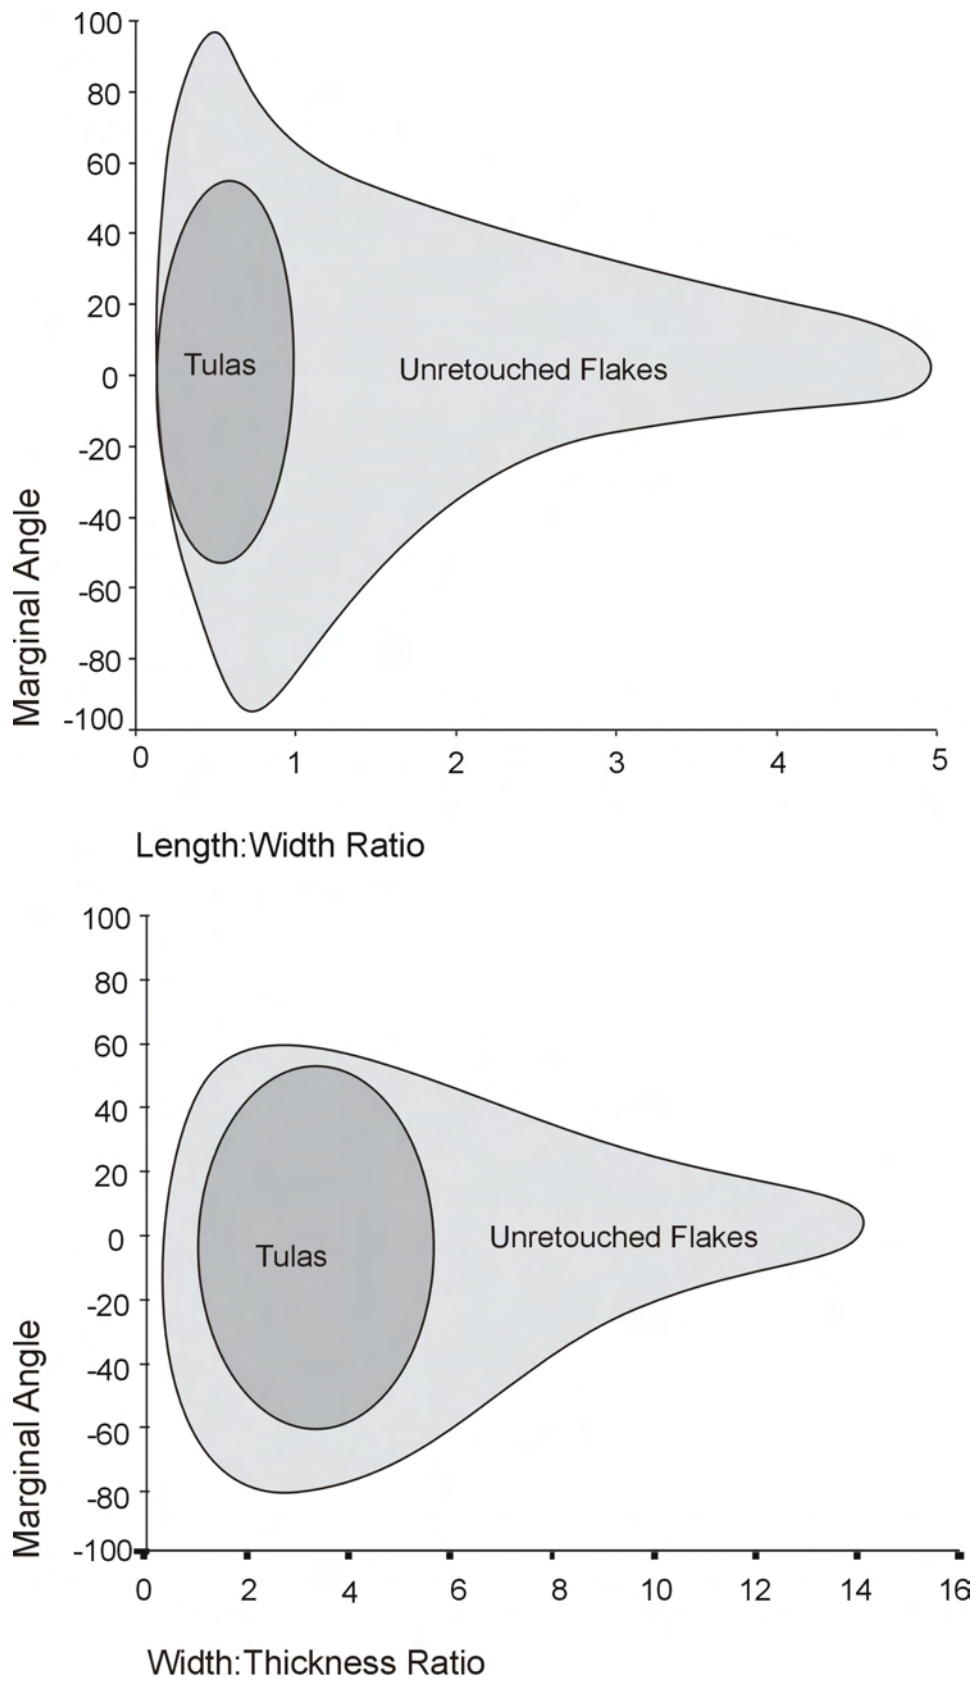 100
80
60
40
20
0
-20
-40
-60
-80
-100
Marginal Angle
Tulas
Unretouched Flakes
0 1 2 3 4 5
Length:Width Ratio
100
80
60
40
20
0
-20
-40
-60
-80
-100
Marginal Angle
Tulas
Unretouched Flakes
0 2 4 6 8 10 12 14 16
Width:Thickness Ratio